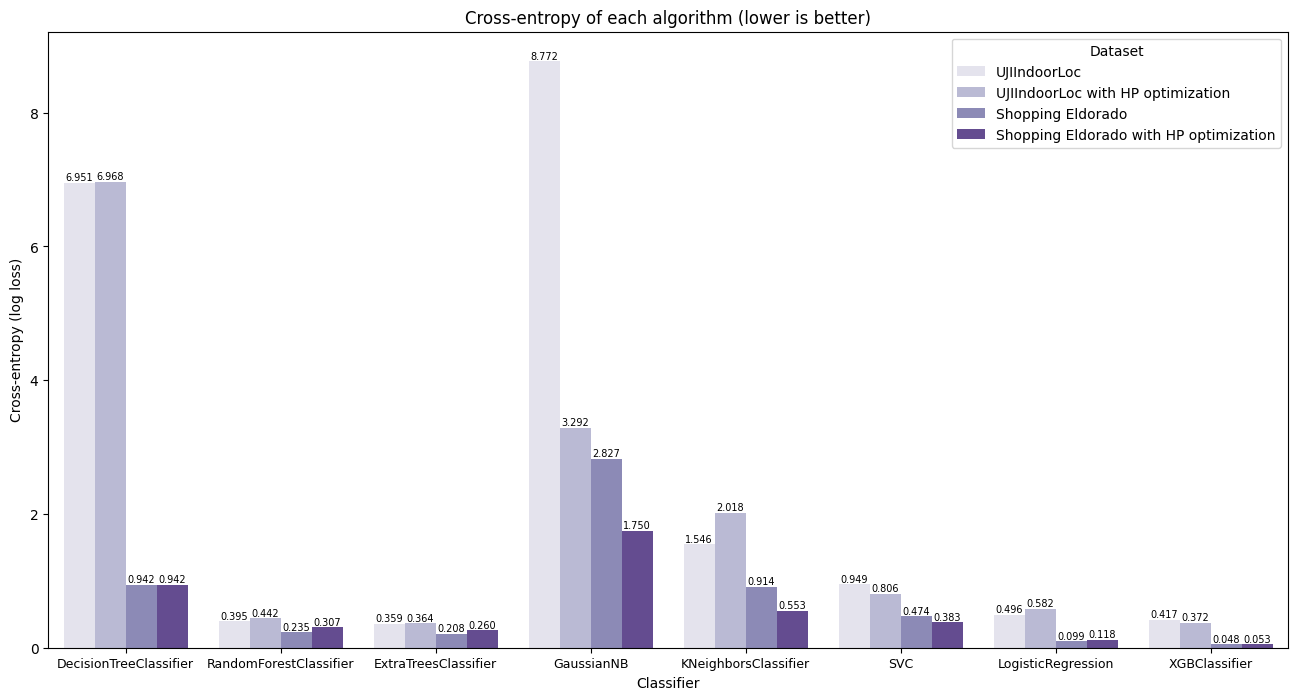 Cross-entropy of each algorithm (lower is better)
Dataset
UJIIndoorLoc
UJIIndoorLoc with HP optimization
Shopping Eldorado
Shopping Eldorado with HP optimization
Cross-entropy (log loss)
8
6
4
2
0
6.951 6.968 0.942 0.942
0.395 0.442 0.235 0.307
0.359 0.364 0.208 0.260
8.772 3.292 2.827 1.750
1.546 2.018 0.914 0.553
0.949 0.806 0.474 0.383
0.496 0.582 0.099 0.118
0.417 0.372 0.048 0.053
DecisionTreeClassifier RandomForestClassifier ExtraTreesClassifier GaussianNB KNeighborsClassifier SVC LogisticRegression XGBClassifier
Classifier